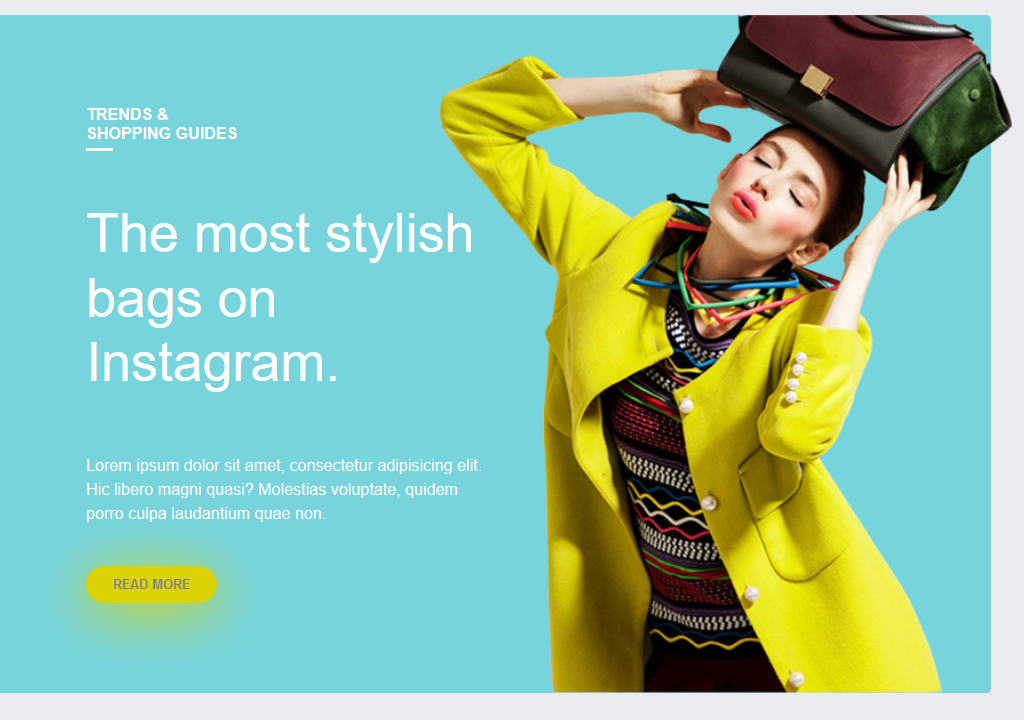 TRENDS &
SHOPPING GUIDES
The most stylish
bags on
Instagram.
Lorem ipsum dolor sit amet, consectetur adipisicing elit.
Hic libero magni quasi? Molestias voluptate, quidem
porro culpa laudantium quae non.
READ MORE